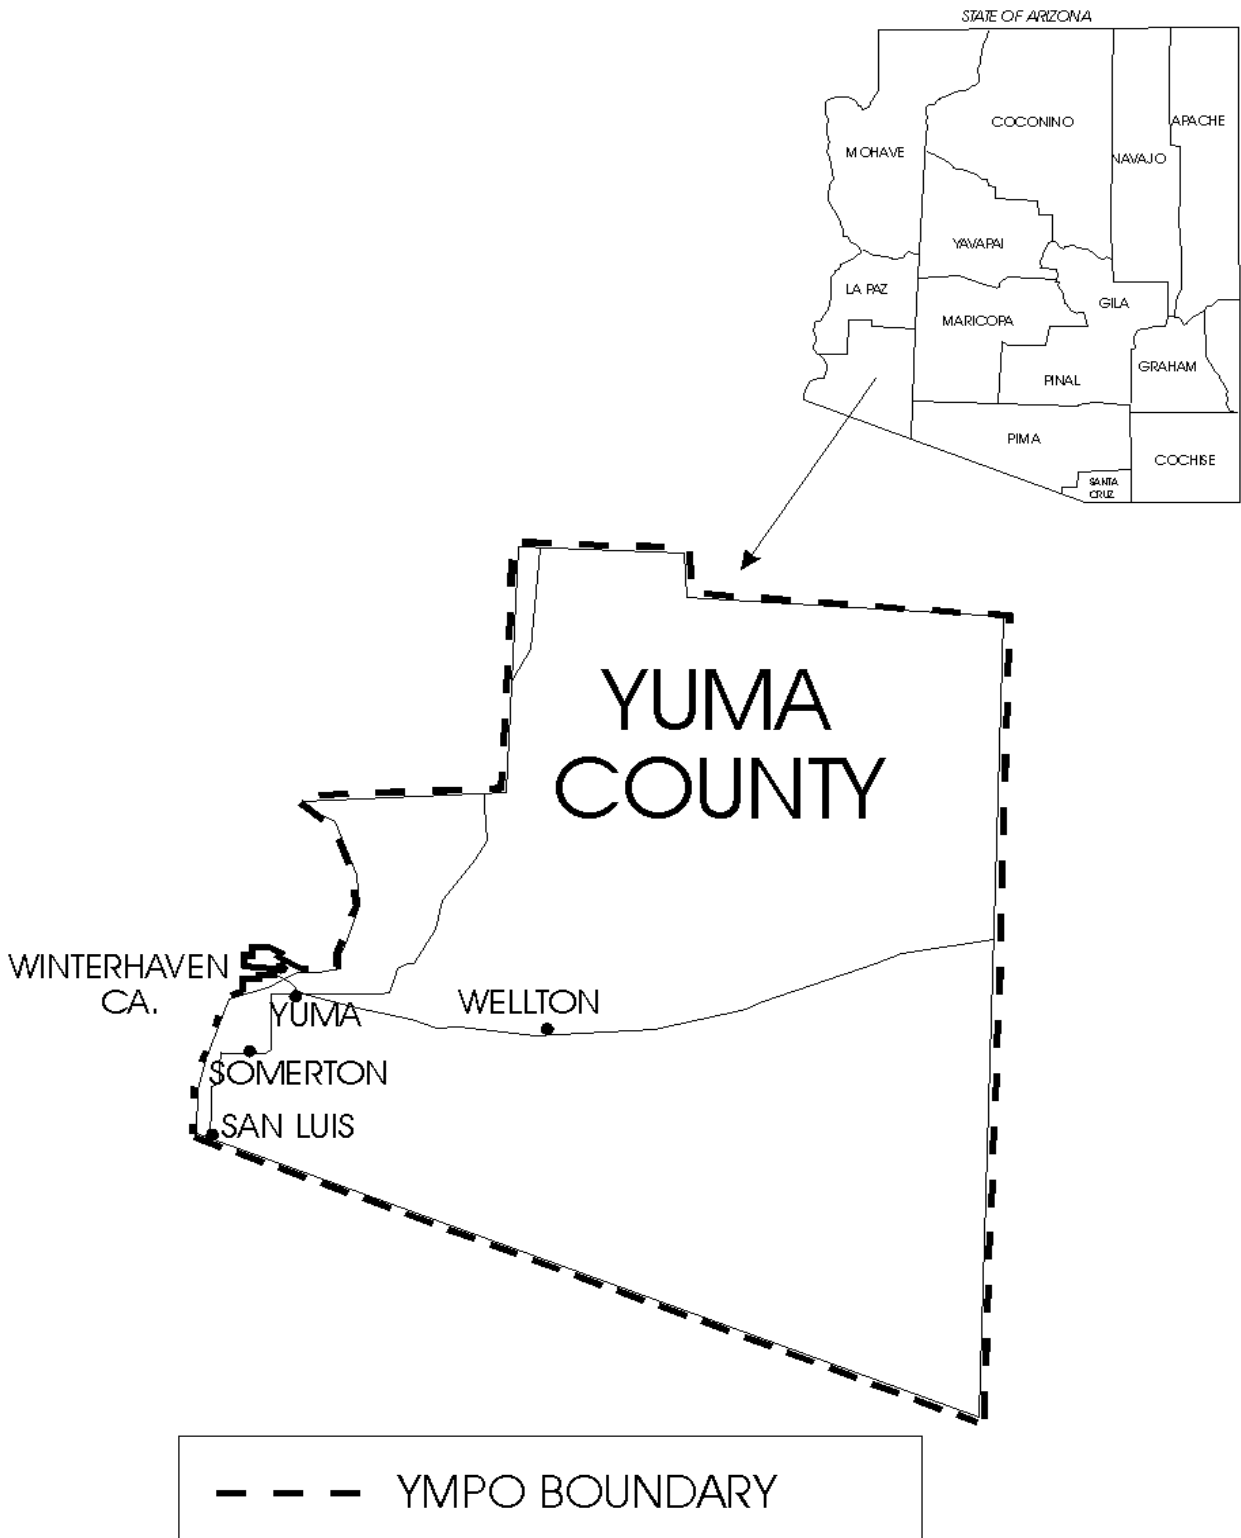 STATE OF ARIZONA
COCONINO
APACHE
MOHAVE
NAVAJO
YAVAPAI
LA PAZ
GILA
MARICOPA
GRAHAM
PINAL
PIMA
COCHISE
SANTA
CRUZ
YUMA
COUNTY
WINTERHAVEN
CA.
WELLTON
YUMA
SOMERTON
SAN LUIS
YMPO BOUNDARY